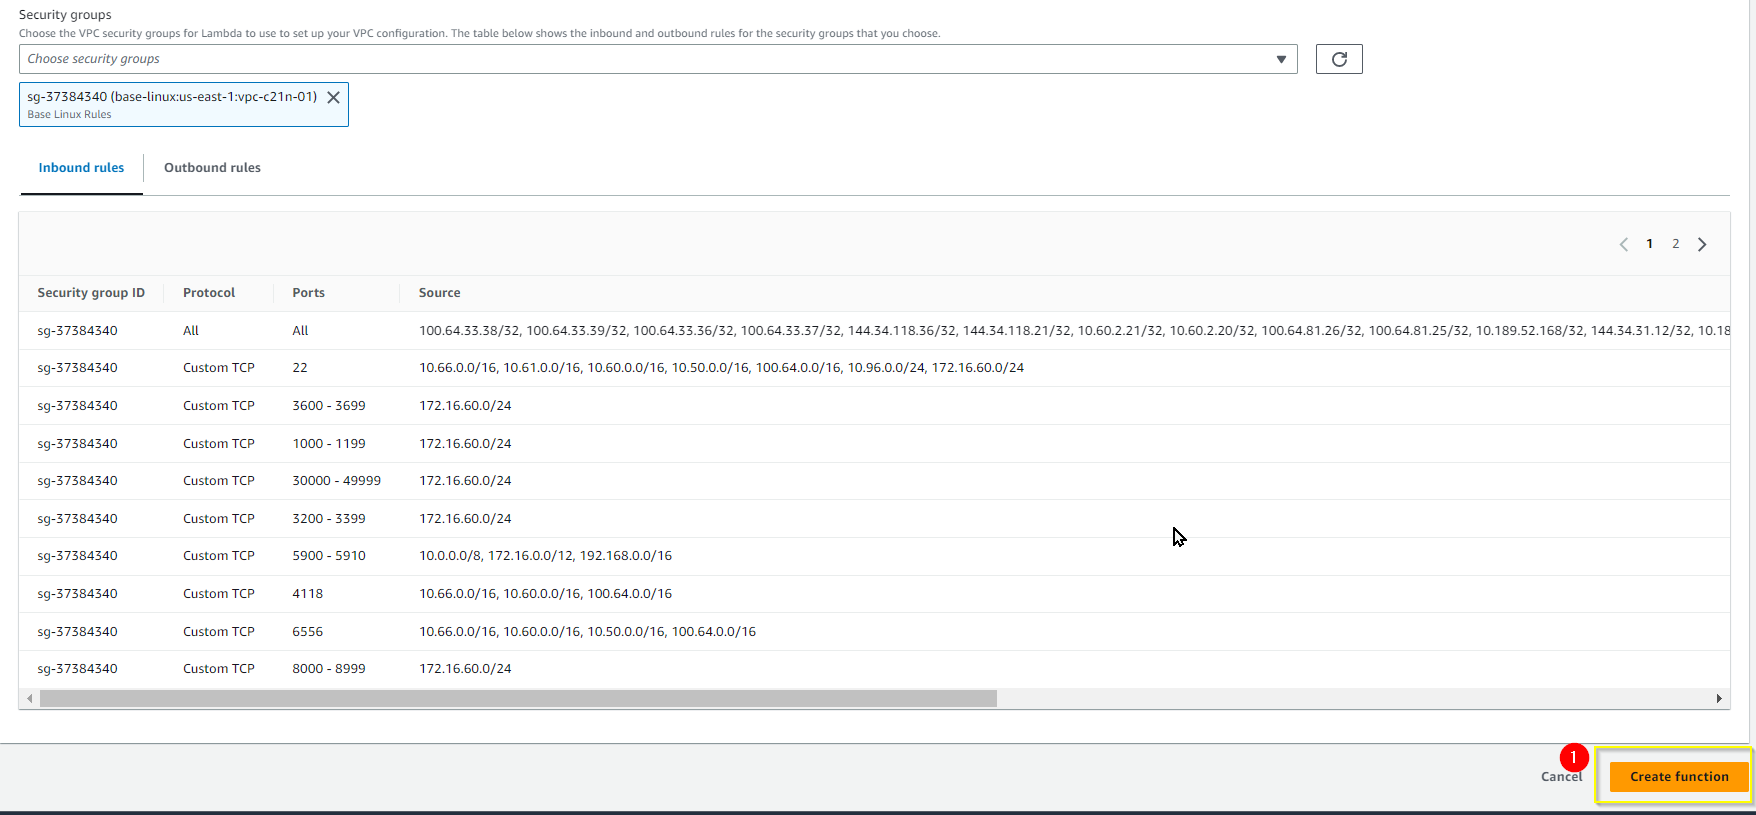 Security groups
Choose the VPC security groups for Lambda to use to set up your VPC configuration. The table below shows the inbound and outbound rules for the security groups that you choose.
Choose security groups
sg-37384340 (base-linux:us-east-1:vpc-c21n-01)
Base Linux Rules
Inbound rules Outbound rules
1 2
Security group ID Protocol Ports Source
sg-37384340 All All 100.64.33.38/32, 100.64.33.39/32, 100.64.33.36/32, 100.64.33.37/32, 144.34.118.36/32, 144.34.118.21/32, 10.60.2.21/32, 10.60.2.20/32, 100.64.81.26/32, 100.64.81.25/32, 10.189.52.168/32, 144.34.31.12/32, 10.18
sg-37384340 Custom TCP 22 10.66.0.0/16, 10.61.0.0/16, 10.60.0.0/16, 10.50.0.0/16, 100.64.0.0/16, 10.96.0.0/24, 172.16.60.0/24
sg-37384340 Custom TCP 3600 - 3699 172.16.60.0/24
sg-37384340 Custom TCP 1000 - 1199 172.16.60.0/24
sg-37384340 Custom TCP 30000 - 49999 172.16.60.0/24
sg-37384340 Custom TCP 3200 - 3399 172.16.60.0/24
sg-37384340 Custom TCP 5900 - 5910 10.0.0.0/8, 172.16.0.0/12, 192.168.0.0/16
sg-37384340 Custom TCP 4118 10.66.0.0/16, 10.60.0.0/16, 100.64.0.0/16
sg-37384340 Custom TCP 6556 10.66.0.0/16, 10.60.0.0/16, 10.50.0.0/16, 100.64.0.0/16
sg-37384340 Custom TCP 8000 - 8999 172.16.60.0/24
1
Cancel Create function